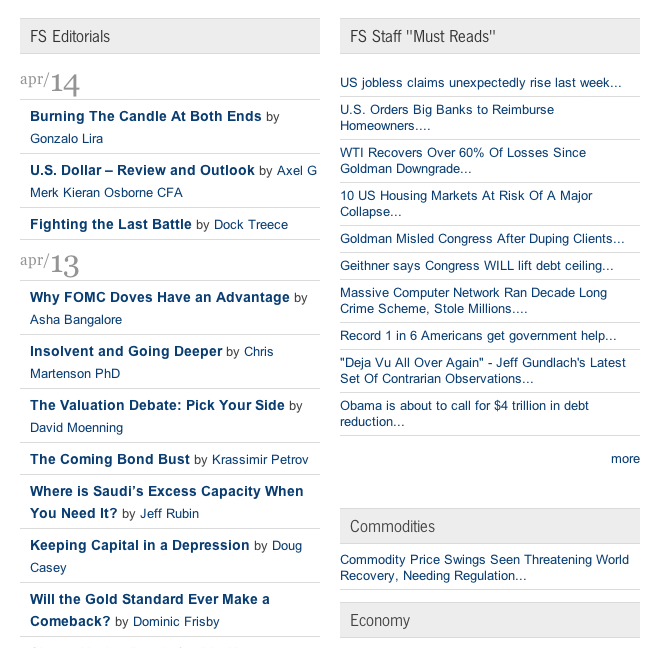 FS Editorials
apr/14
Burning The Candle At Both Ends by
Gonzalo Lira
U.S. Dollar – Review and Outlook by Axel G
Merk Kieran Osborne CFA
Fighting the Last Battle by Dock Treece
apr/13
Why FOMC Doves Have an Advantage by
Asha Bangalore
Insolvent and Going Deeper by Chris
Martenson PhD
The Valuation Debate: Pick Your Side by
David Moenning
The Coming Bond Bust by Krassimir Petrov
Where is Saudi's Excess Capacity When
You Need It? by Jeff Rubin
Keeping Capital in a Depression by Doug
Casey
Will the Gold Standard Ever Make a
Comeback? by Dominic Frisby
FS Staff "Must Reads"
US jobless claims unexpectedly rise last week...
U.S. Orders Big Banks to Reimburse
Homeowners....
WTI Recovers Over 60% Of Losses Since
Goldman Downgrade...
10 US Housing Markets At Risk Of A Major
Collapse...
Goldman Misled Congress After Duping Clients...
Geithner says Congress WILL lift debt ceiling...
Massive Computer Network Ran Decade Long
Crime Scheme, Stole Millions....
Record 1 in 6 Americans get government help...
"Deja Vu All Over Again" - Jeff Gundlach's Latest
Set Of Contrarian Observations...
Obama is about to call for $4 trillion in debt
reduction...
more
Commodities
Commodity Price Swings Seen Threatening World
Recovery, Needing Regulation...
Economy